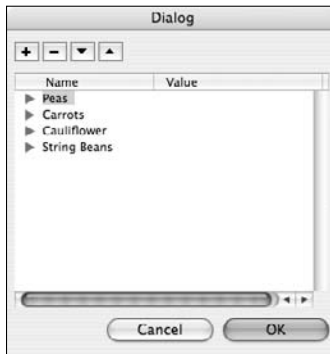 Dialog
+ −
Name Value
Peas
Carrots
Cauliflower
String Beans
Cancel OK